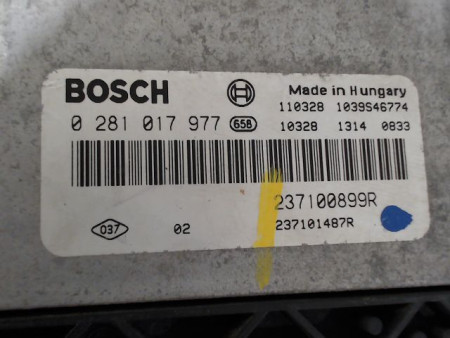 BOSCH Made in Hungary
110328 1039S46774
0 281 017 977 658 10328 1314 0833
237100899R
037 02 237101487R